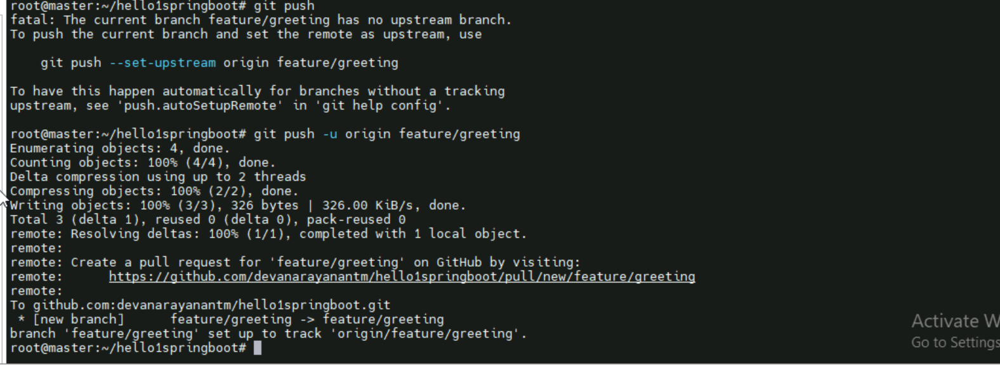 root@master:~/hello1springboot# git push
fatal: The current branch feature/greeting has no upstream branch.
To push the current branch and set the remote as upstream, use

    git push --set-upstream origin feature/greeting

To have this happen automatically for branches without a tracking
upstream, see 'push.autoSetupRemote' in 'git help config'.

root@master:~/hello1springboot# git push -u origin feature/greeting
Enumerating objects: 4, done.
Counting objects: 100% (4/4), done.
Delta compression using up to 2 threads
Compressing objects: 100% (2/2), done.
Writing objects: 100% (3/3), 326 bytes | 326.00 KiB/s, done.
Total 3 (delta 1), reused 0 (delta 0), pack-reused 0
remote: Resolving deltas: 100% (1/1), completed with 1 local object.
remote:
remote: Create a pull request for 'feature/greeting' on GitHub by visiting:
remote:      https://github.com/devanarayanantm/hello1springboot/pull/new/feature/greeting
remote:
To github.com:devanarayanantm/hello1springboot.git
 * [new branch]      feature/greeting -> feature/greeting
branch 'feature/greeting' set up to track 'origin/feature/greeting'.
root@master:~/hello1springboot#
Activate W
Go to Settings